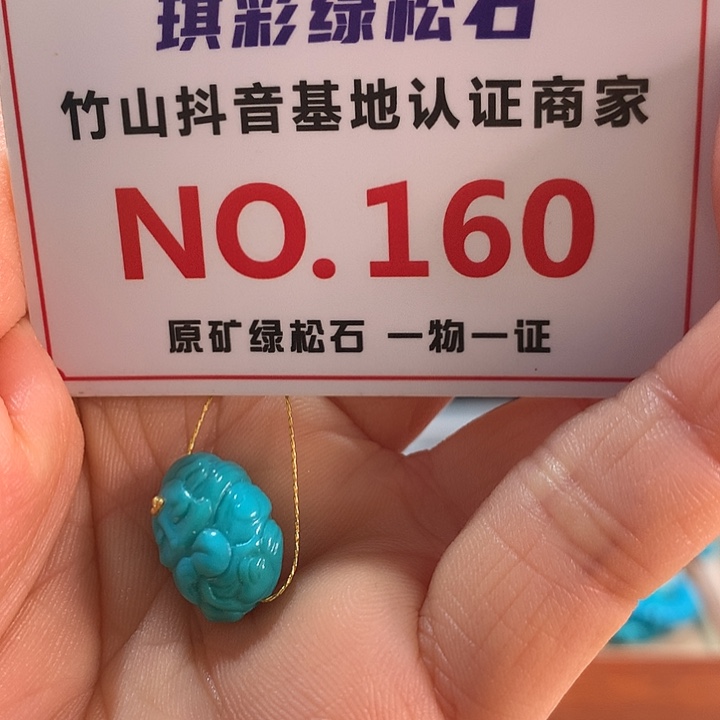 琪彩绿松石
竹山抖音基地认证商家
NO.160
原矿绿松石 一物一证